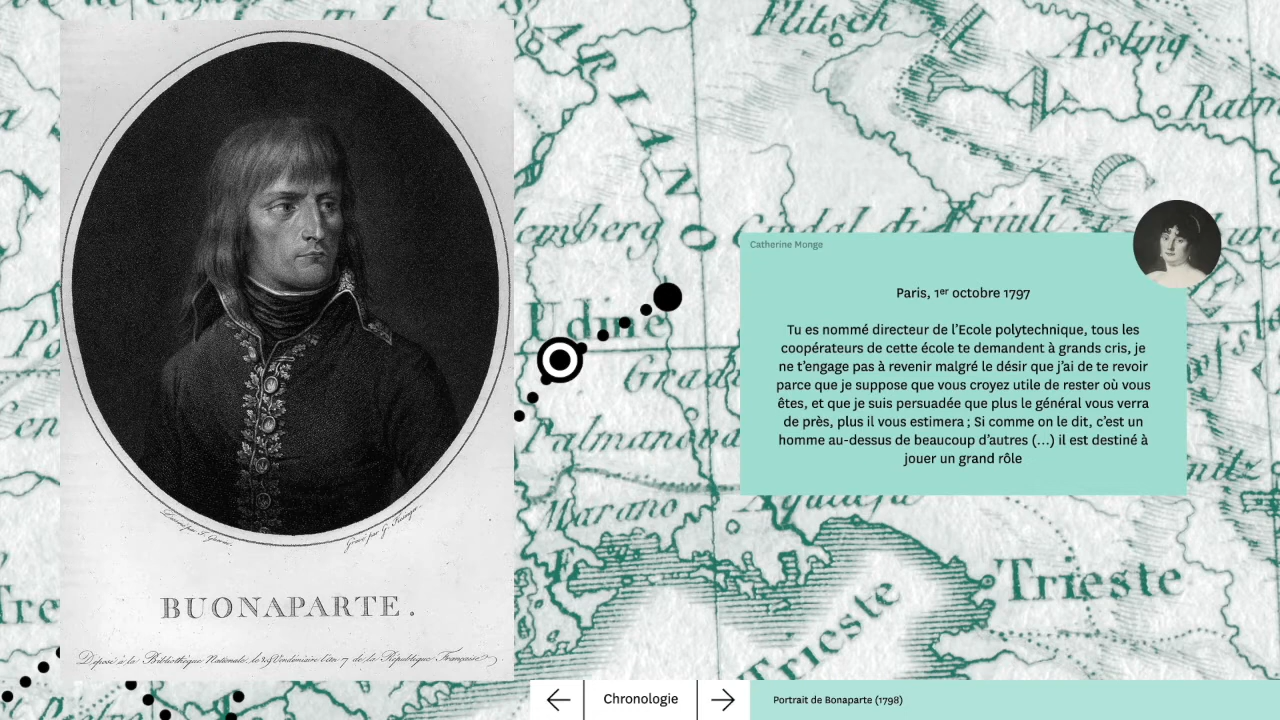 Flitsch
Asling
Udine
Palmanova
Marano
Trieste
Trieste
BUONAPARTE.
Catherine Monge
Paris, 1er octobre 1797
Tu es nommé directeur de l'Ecole polytechnique, tous les
coopérateurs de cette école te demandent à grands cris, je
ne t'engage pas à revenir malgré le désir que j'ai de te revoir
parce que je suppose que vous croyez utile de rester où vous
êtes, et que je suis persuadée que plus le général vous verra
de près, plus il vous estimera ; Si comme on le dit, c'est un
homme au-dessus de beaucoup d'autres (...) il est destiné à
jouer un grand rôle
Chronologie
Portrait de Bonaparte (1798)